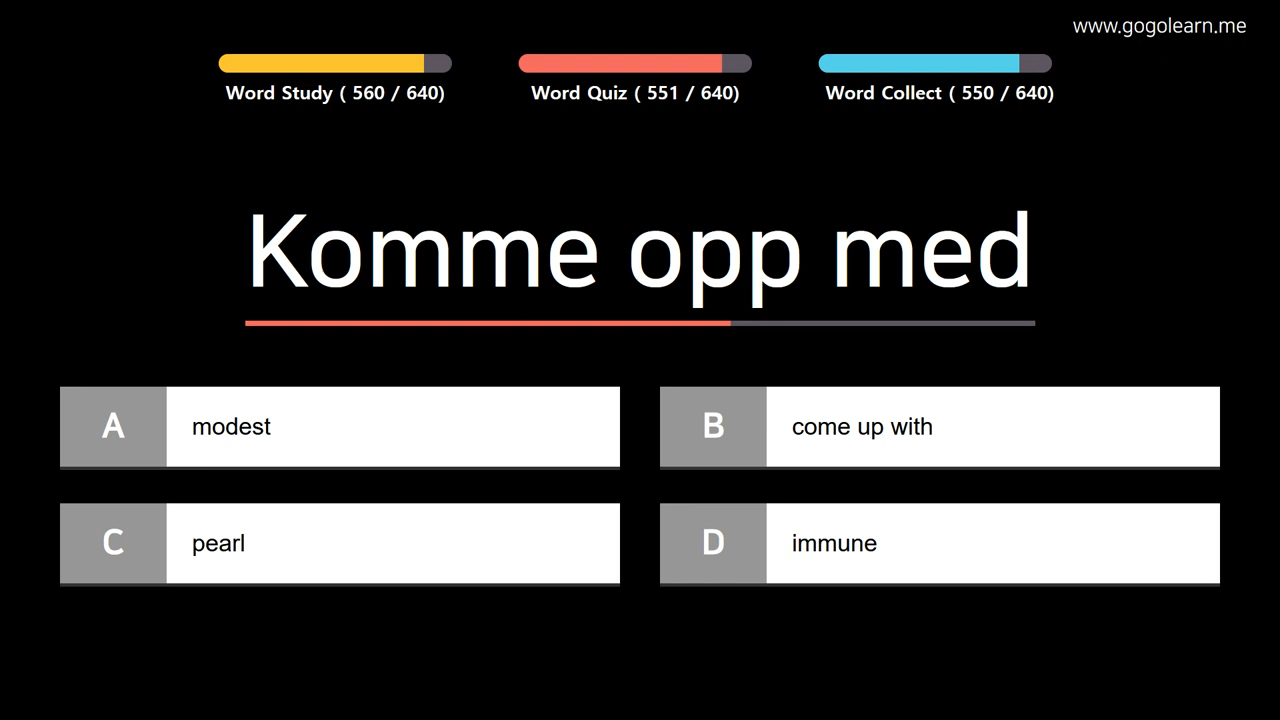 www.gogolearn.me
Word Study ( 560 / 640)
Word Quiz ( 551 / 640)
Word Collect ( 550 / 640)
Komme opp med
A
modest
B
come up with
C
pearl
D
immune